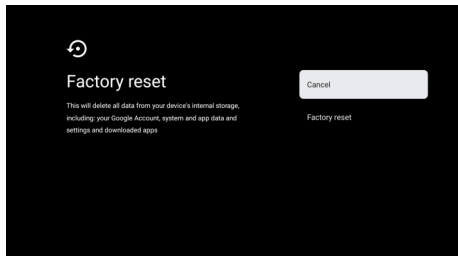 Factory reset
This will delete all data from your device's internal storage,
including: your Google Account, system and app data and
settings and downloaded apps
Cancel
Factory reset